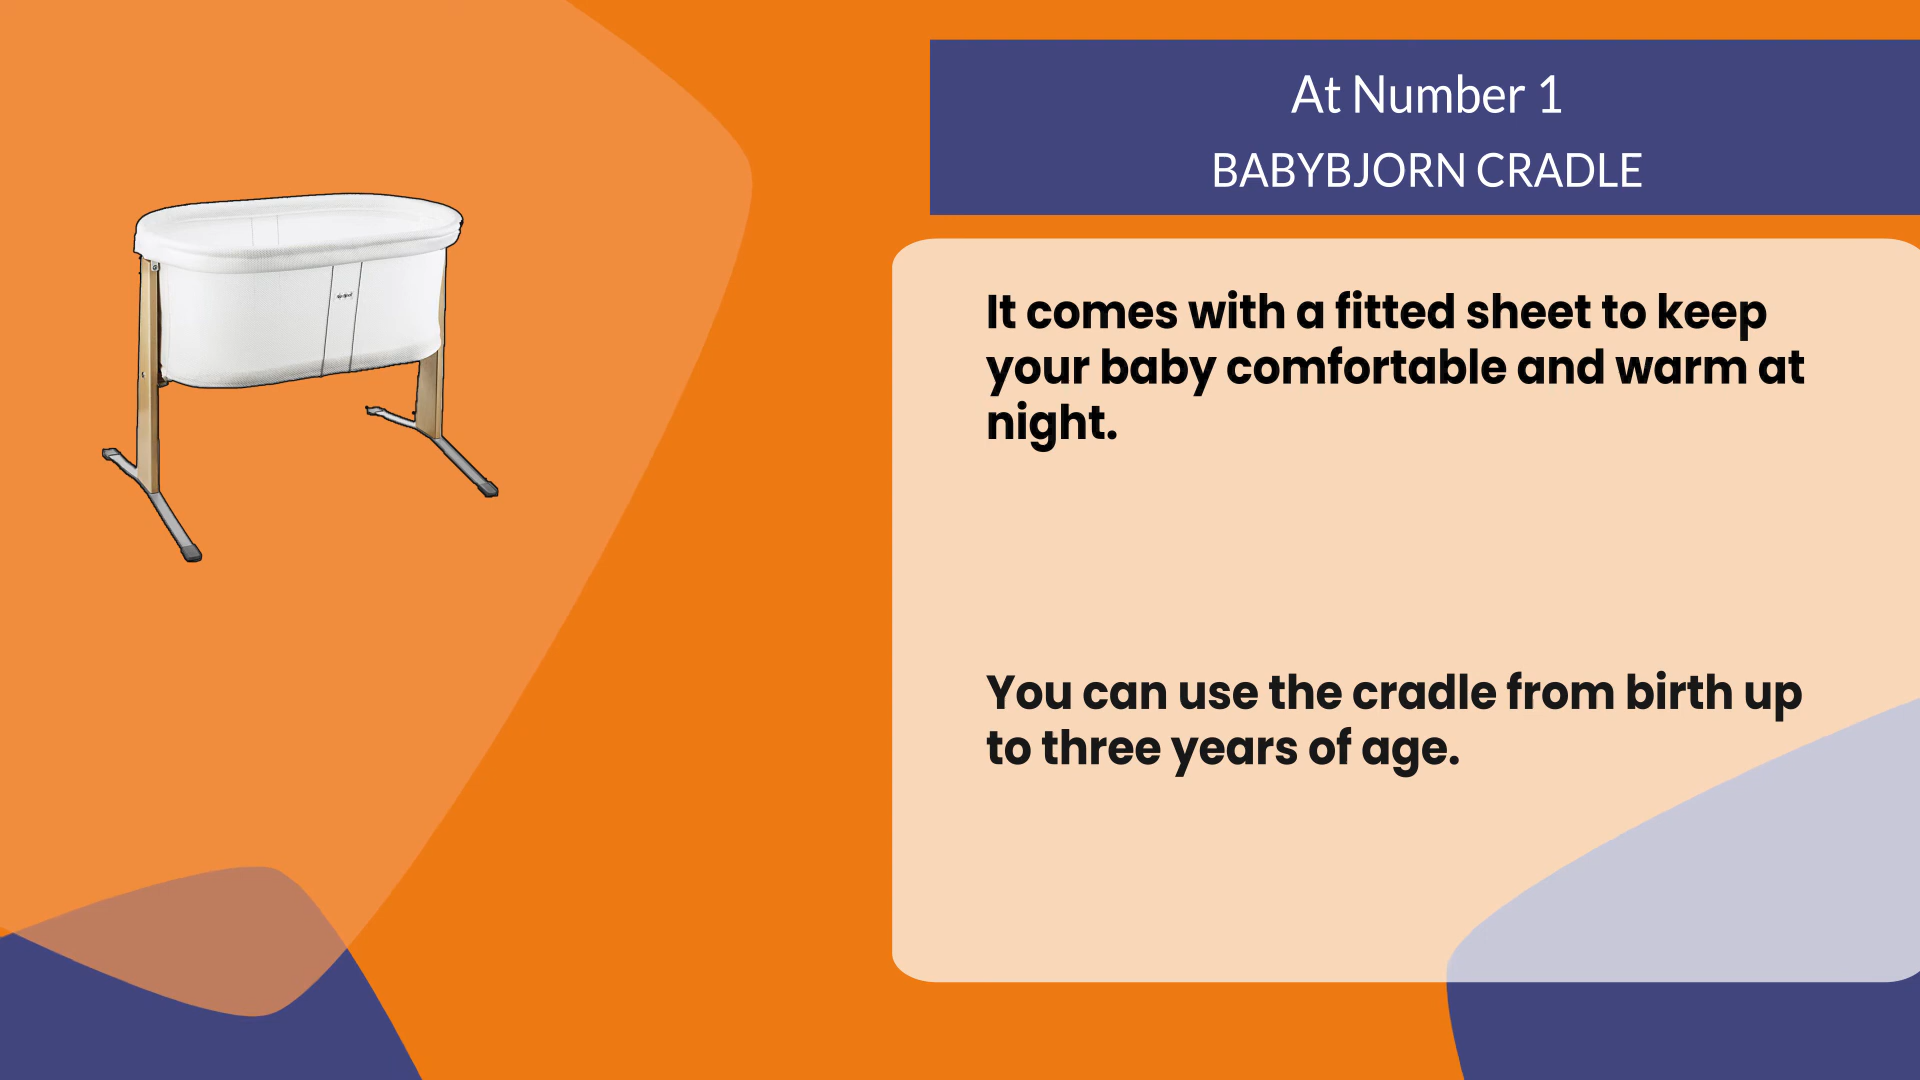 At Number 1
BABYBJORN CRADLE
It comes with a fitted sheet to keep
your baby comfortable and warm at
night.
You can use the cradle from birth up
to three years of age.